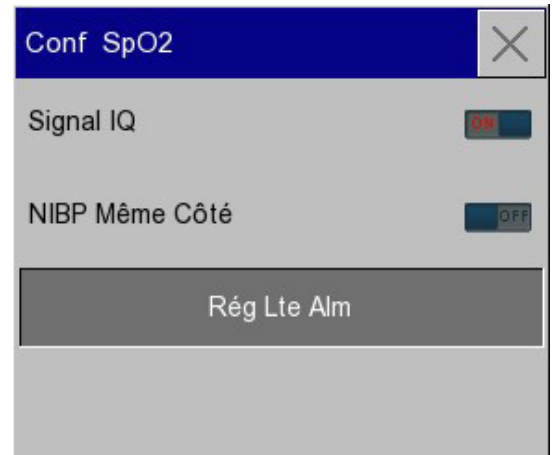 Conf SpO2
Signal IQ
ON
NIBP Même Côté
OFF
Rég Lte Alm